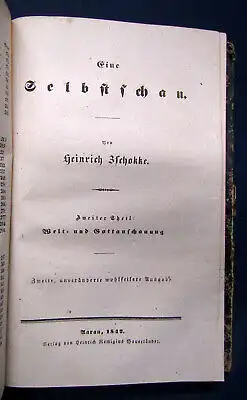 Eine
Selbstschau.
Von
Heinrich Zschokke.
Zweiter Theil
Welt- und Gottanschauung
Zweite, unveränderte wohlfeilere Ausgabe
Aarau, 1842.
Verlag von Heinrich Remigius Sauerländer.